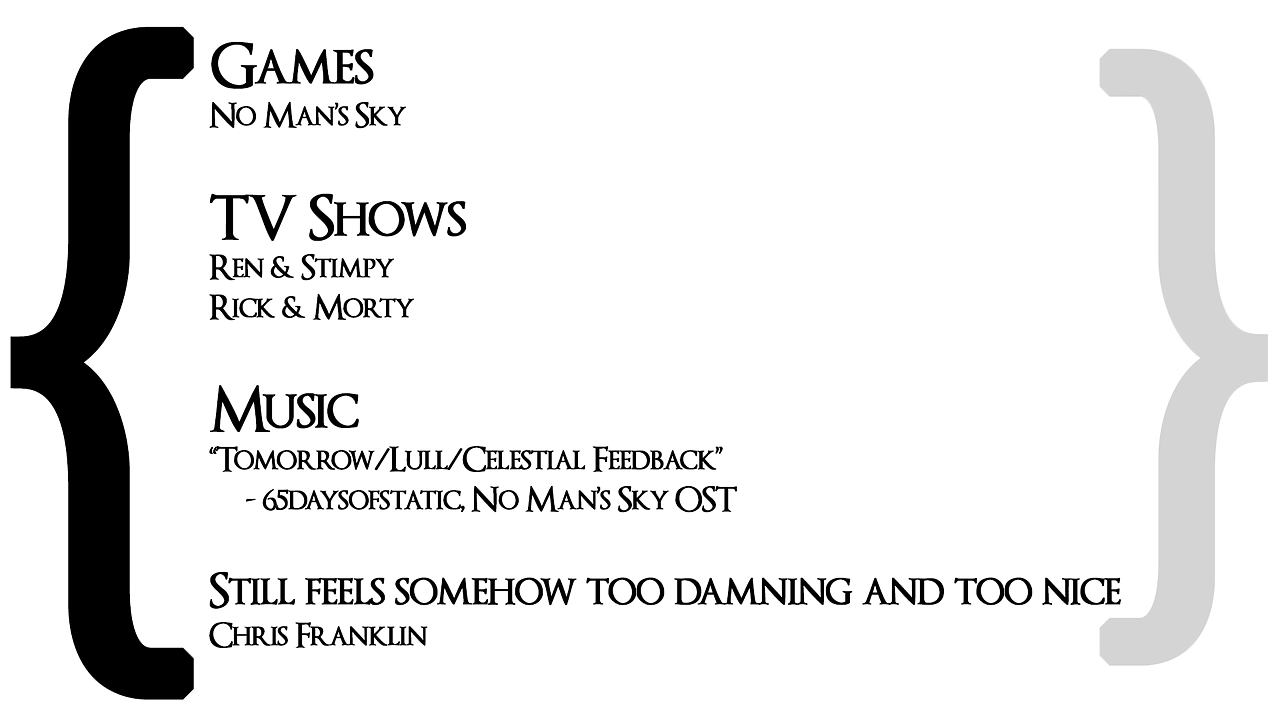 Games
No Man's Sky
TV Shows
Ren & Stimpy
Rick & Morty
Music
“Tomorrow/Lull/Celestial Feedback”
- 65daysofstatic, No Man's Sky OST
Still feels somehow too damning and too nice
Chris Franklin